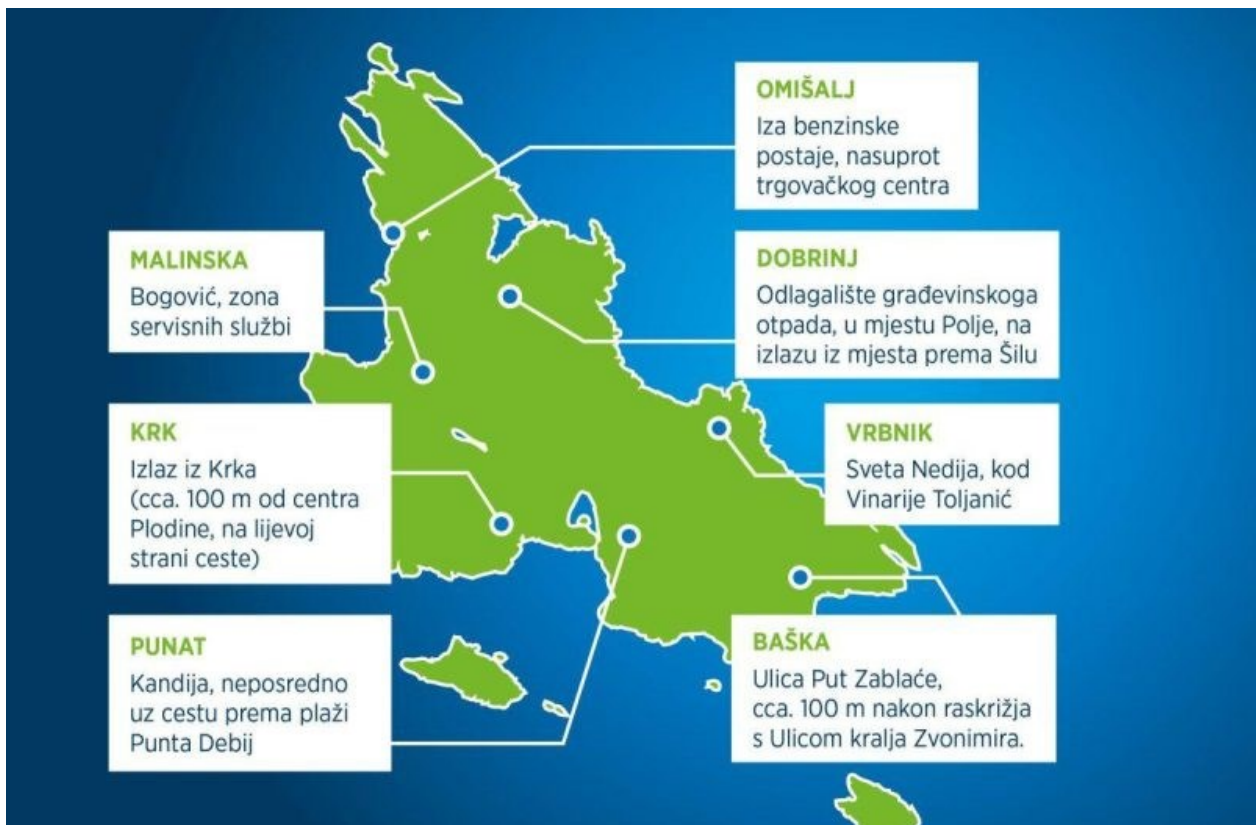 OMIŠALJ
Iza benzinske
postaje, nasuprot
trgovačkog centra
MALINSKA
Bogović, zona
servisnih službi
DOBRINJ
Odlagalište građevinskoga
otpada, u mjestu Polje, na
izlazu iz mjesta prema Šilu
KRK
Izlaz iz Krka
(cca. 100 m od centra
Plodine, na lijevoj
strani ceste)
VRBNIK
Sveta Nedija, kod
Vinarije Toljanić
PUNAT
Kandija, neposredno
uz cestu prema plaži
Punta Debij
BAŠKA
Ulica Put Zablaće,
cca. 100 m nakon raskrižja
s Ulicom kralja Zvonimira.